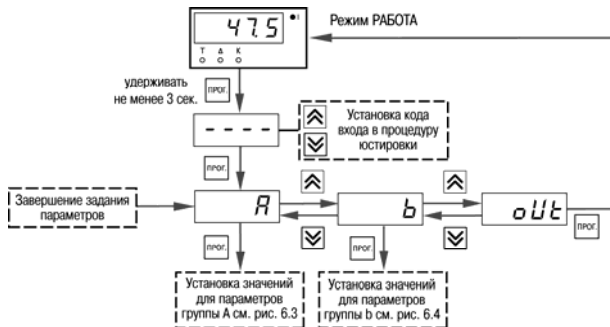 47.5
Режим РАБОТА
Т Δ К
удерживать
не менее 3 сек.
ПРОГ.
- - - -
Установка кода
входа в процедуру
юстировки
ПРОГ.
Завершение задания
параметров
A
b
oUt
ПРОГ.
ПРОГ.
ПРОГ.
Установка значений
для параметров
группы А см. рис. 6.3
Установка значений
для параметров
группы b см. рис. 6.4